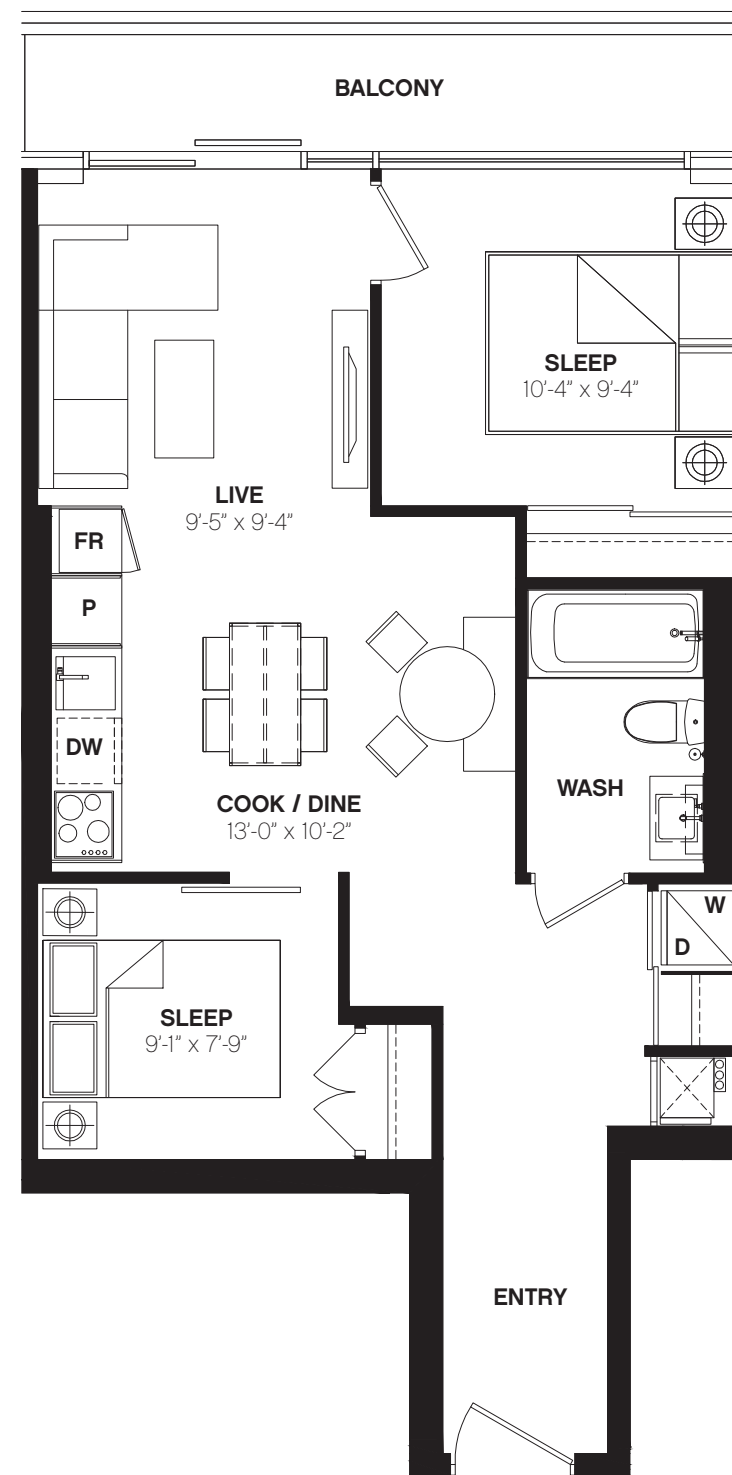 BALCONY
SLEEP
10'-4" x 9'-4"
LIVE
9'-5" x 9'-4"
FR
P
DW
COOK / DINE
13'-0" x 10'-2"
WASH
W
D
SLEEP
9'-1" x 7'-9"
ENTRY